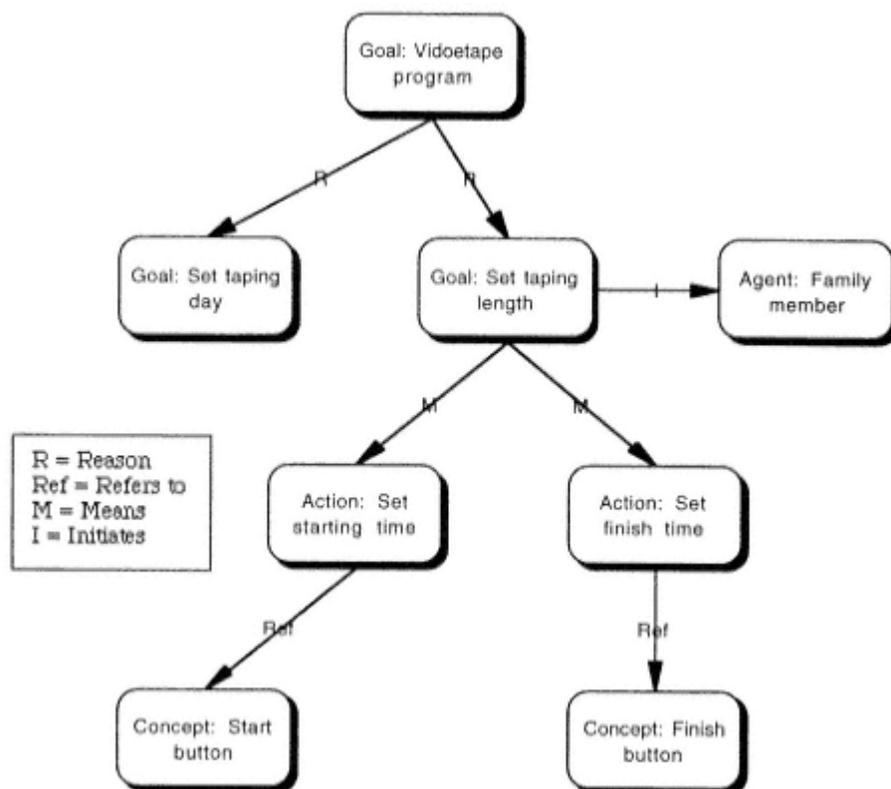 Goal: Vidoetape
program
R
R
Goal: Set taping
day
Goal: Set taping
length
I
Agent: Family
member
M
M
R = Reason
Ref = Refers to
M = Means
I = Initiates
Action: Set
starting time
Action: Set
finish time
Ref
Ref
Concept: Start
button
Concept: Finish
button